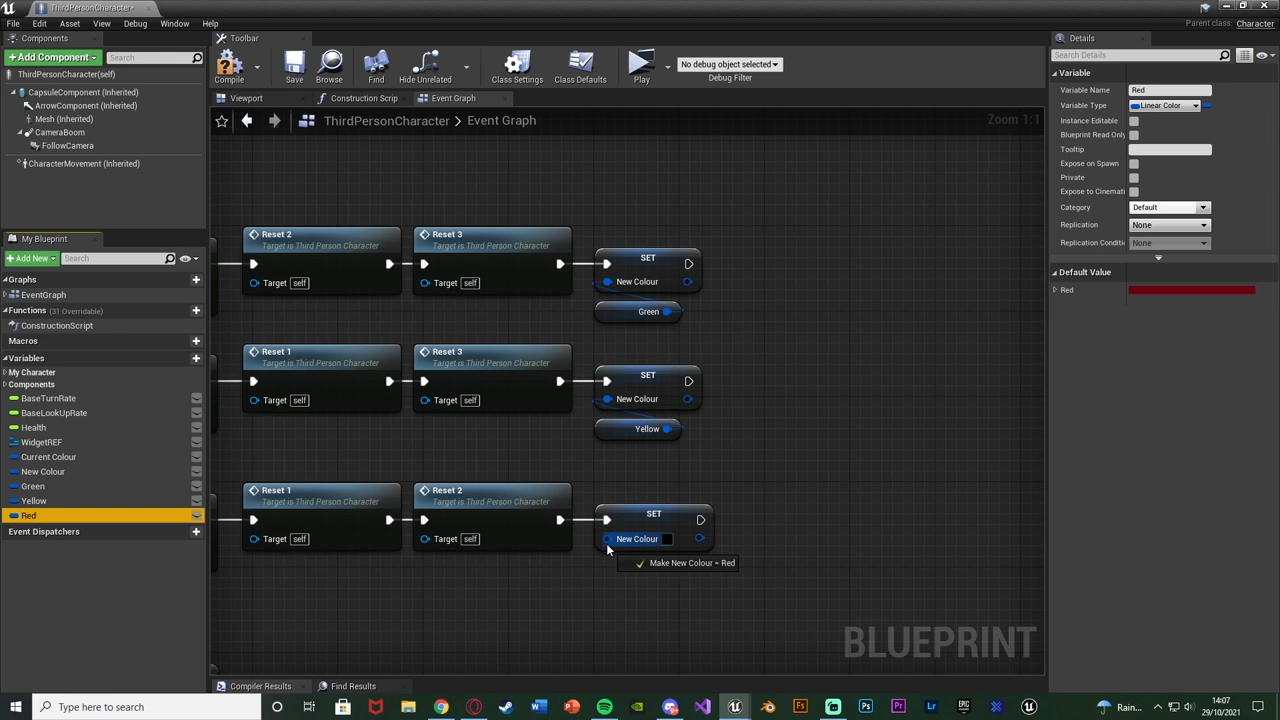 ThirdPersonCharacter*
File Edit Asset View Debug Window Help
Parent class: Character
Components
+ Add Component
Search
ThirdPersonCharacter(self)
CapsuleComponent (Inherited)
ArrowComponent (Inherited)
Mesh (Inherited)
CameraBoom
FollowCamera
CharacterMovement (Inherited)
My Blueprint
+ Add New
Search
Graphs
EventGraph
Functions (31 Overridable)
ConstructionScript
Macros
Variables
My Character
Components
BaseTurnRate
BaseLookUpRate
Health
WidgetREF
Current Colour
New Colour
Green
Yellow
Red
Event Dispatchers
Toolbar
Compile Save Browse Find Hide Unrelated Class Settings Class Defaults Play
No debug object selected
Debug Filter
Viewport Construction Scrip Event Graph
ThirdPersonCharacter > Event Graph
Zoom 1:1
Reset 2
Target is Third Person Character
Target self
Reset 3
Target is Third Person Character
Target self
SET
New Colour
Green
Reset 1
Target is Third Person Character
Target self
Reset 3
Target is Third Person Character
Target self
SET
New Colour
Yellow
Reset 1
Target is Third Person Character
Target self
Reset 2
Target is Third Person Character
Target self
SET
New Colour
Make New Colour = Red
BLUEPRINT
Compiler Results Find Results
Details
Search Details
Variable
Variable Name Red
Variable Type Linear Color
Instance Editable
Blueprint Read Only
Tooltip
Expose on Spawn
Private
Expose to Cinemati
Category Default
Replication None
Replication Conditi None
Default Value
Red
Type here to search
Rain...
14:07
29/10/2021